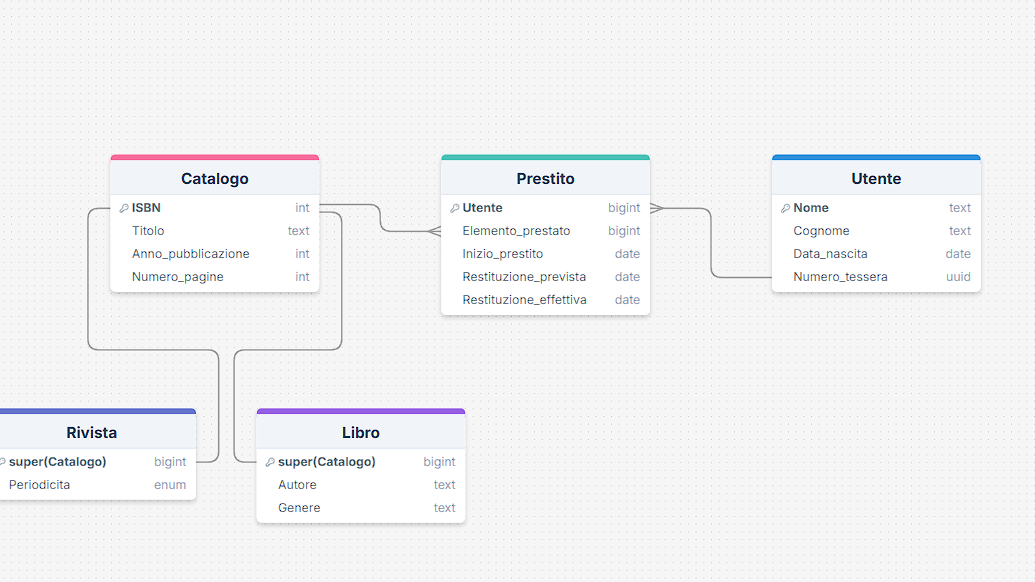 Catalogo
ISBN int
Titolo text
Anno_pubblicazione int
Numero_pagine int
Prestito
Utente bigint
Elemento_prestato bigint
Inizio_prestito date
Restituzione_prevista date
Restituzione_effettiva date
Utente
Nome text
Cognome text
Data_nascita date
Numero_tessera uuid
Rivista
super(Catalogo) bigint
Periodicita enum
Libro
super(Catalogo) bigint
Autore text
Genere text